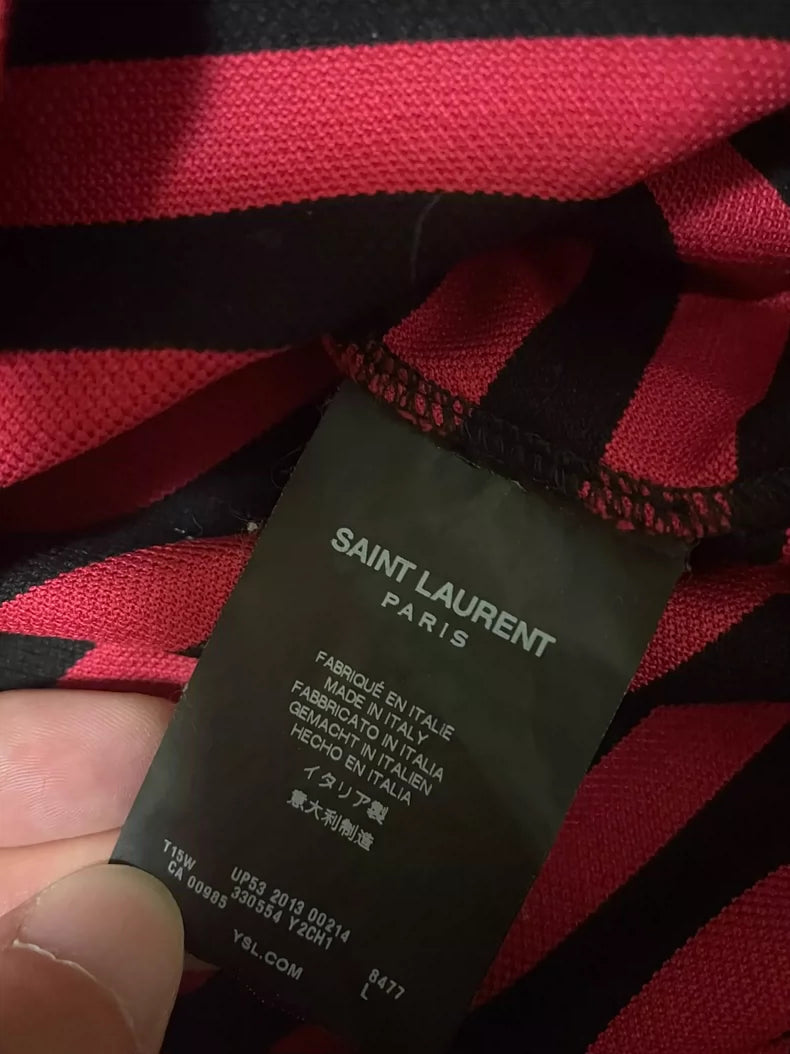 SAINT LAURENT
PARIS
FABRIQUÉ EN ITALIE
MADE IN ITALY
FABBRICATO IN ITALIA
GEMACHT IN ITALIEN
HECHO EN ITALIA
イタリア製
意大利制造
T15W UP53 2013 00214
CA 00985 330554 Y2CH1 8477
YSL.COM L